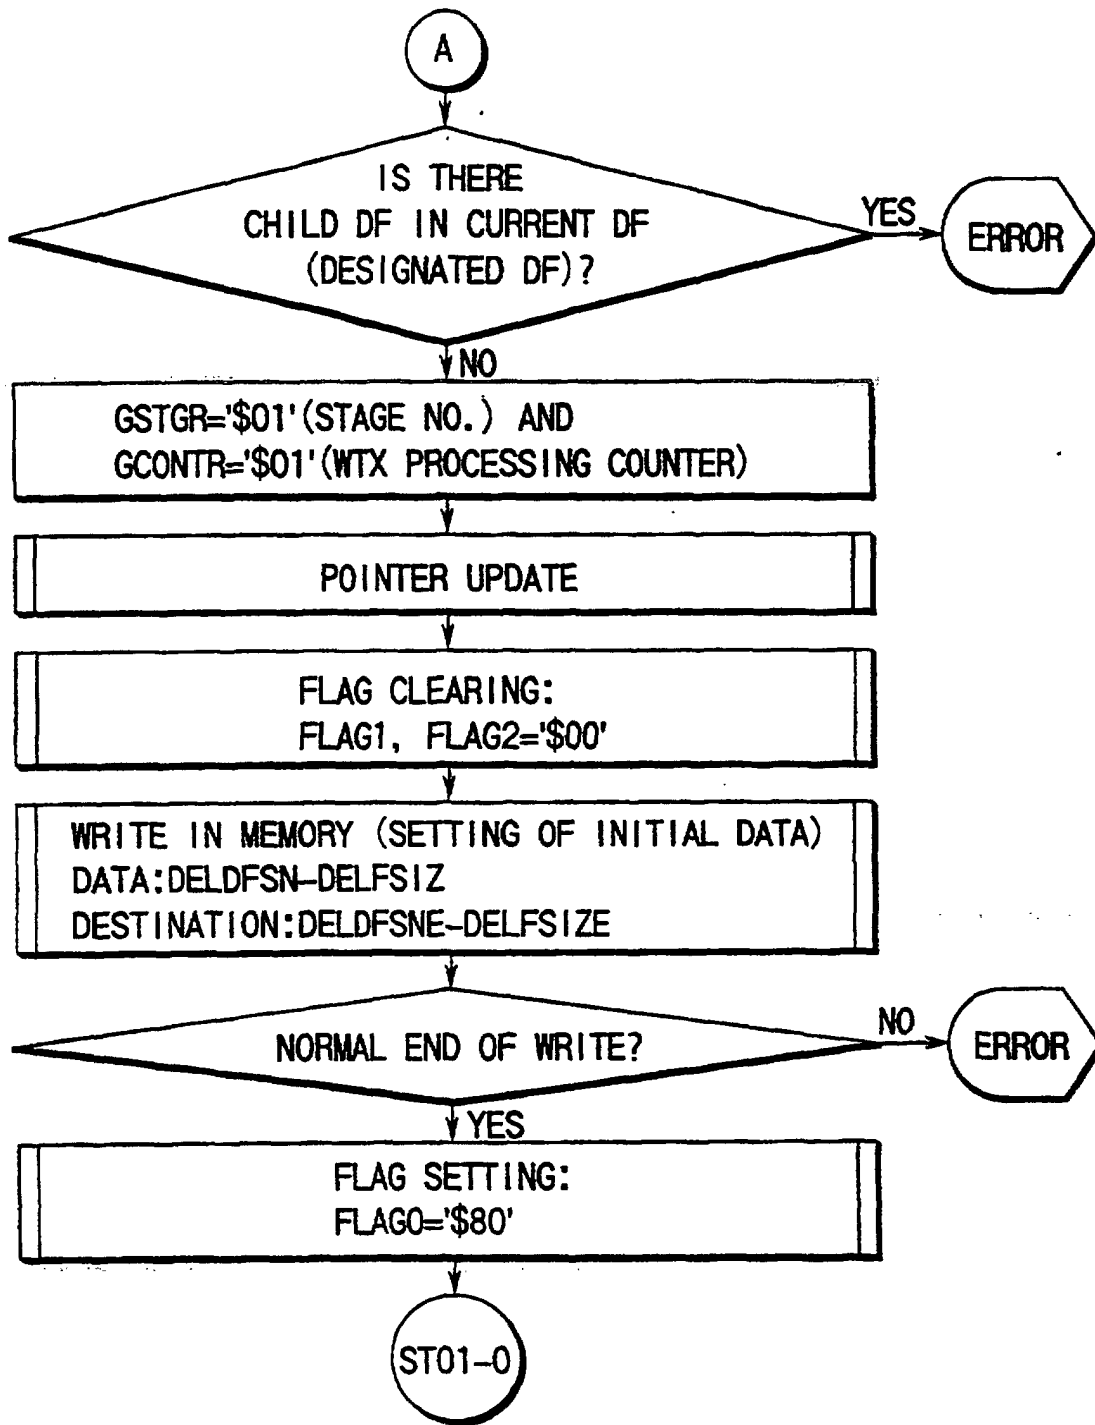 A
IS THERE
CHILD DF IN CURRENT DF
(DESIGNATED DF)?
YES
ERROR
NO
GSTGR='$01'(STAGE NO.) AND
GCONTR='$01'(WTX PROCESSING COUNTER)
POINTER UPDATE
FLAG CLEARING:
FLAG1, FLAG2='$00'
WRITE IN MEMORY (SETTING OF INITIAL DATA)
DATA:DELDFSN-DELFSIZ
DESTINATION:DELDFSNE-DELFSIZE
NORMAL END OF WRITE?
NO
ERROR
YES
FLAG SETTING:
FLAG0='$80'
ST01-0